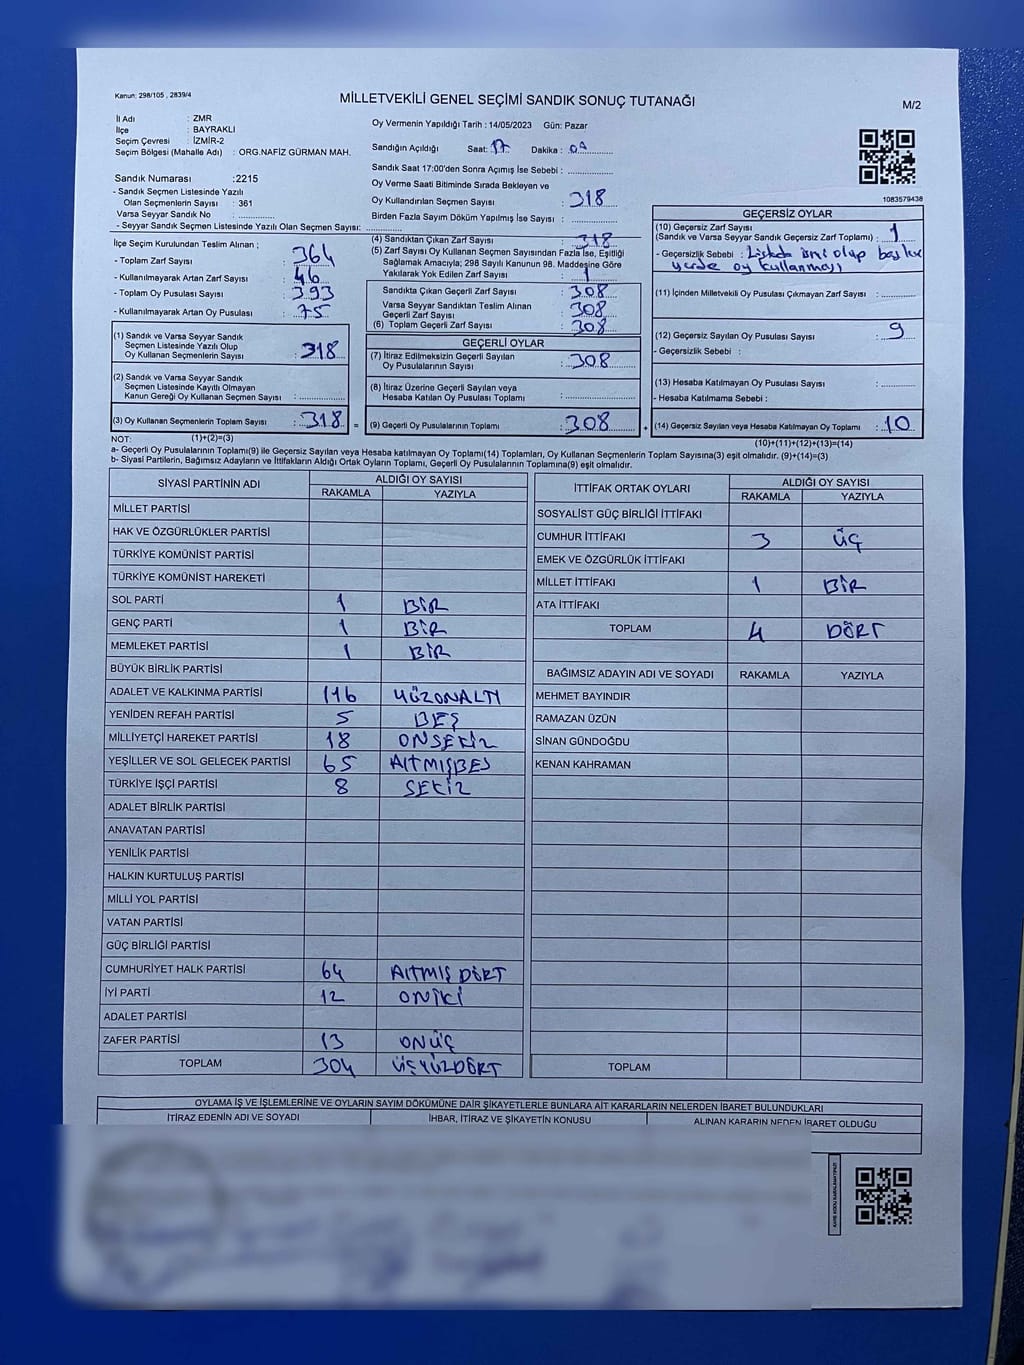 Kanun: 298/105 , 2839/4
MİLLETVEKİLİ GENEL SEÇİMİ SANDIK SONUÇ TUTANAĞI
M/2
İl Adı : ZMR
İlçe : BAYRAKLI
Seçim Çevresi : İZMİR-2
Seçim Bölgesi (Mahalle Adı) : ORG.NAFİZ GÜRMAN MAH.
Sandık Numarası :2215
- Sandık Seçmen Listesinde Yazılı
Olan Seçmenlerin Sayısı : 361
Varsa Seyyar Sandık No : ..............
- Seyyar Sandık Seçmen Listesinde Yazılı Olan Seçmen Sayısı: ..............
Oy Vermenin Yapıldığı Tarih : 14/05/2023 Gün: Pazar
Sandığın Açıldığı Saat: 17 Dakika : 09
Sandık Saat 17:00'den Sonra Açımış İse Sebebi : ..............
Oy Verme Saati Bitiminde Sırada Bekleyen ve
Oy Kullandırılan Seçmen Sayısı : 318
Birden Fazla Sayım Döküm Yapılmış İse Sayısı : ..............
1083579438
İlçe Seçim Kurulundan Teslim Alınan ;
- Toplam Zarf Sayısı : 364
- Kullanılmayarak Artan Zarf Sayısı : 46
- Toplam Oy Pusulası Sayısı : 393
- Kullanılmayarak Artan Oy Pusulası : 75
(1) Sandık ve Varsa Seyyar Sandık
Seçmen Listesinde Yazılı Olup
Oy Kullanan Seçmenlerin Sayısı : 318
(2) Sandık ve Varsa Seyyar Sandık
Seçmen Listesinde Kayıtlı Olmayan
Kanun Gereği Oy Kullanan Seçmen Sayısı : ..............
(3) Oy Kullanan Seçmenlerin Toplam Sayısı : 318 =
(4) Sandıktan Çıkan Zarf Sayısı : 318
(5) Zarf Sayısı Oy Kullanan Seçmen Sayısından Fazla İse, Eşitliği
Sağlamak Amacıyla; 298 Sayılı Kanunun 98. Maddesine Göre
Yakılarak Yok Edilen Zarf Sayısı : 1
Sandıkta Çıkan Geçerli Zarf Sayısı : 308
Varsa Seyyar Sandıktan Teslim Alınan
Geçerli Zarf Sayısı : 308
(6) Toplam Geçerli Zarf Sayısı : 308
GEÇERLİ OYLAR
(7) İtiraz Edilmeksizin Geçerli Sayılan
Oy Pusulalarının Sayısı : 308
(8) İtiraz Üzerine Geçerli Sayılan veya
Hesaba Katılan Oy Pusulası Toplamı : ..............
(9) Geçerli Oy Pusulalarının Toplamı : 308 +
GEÇERSİZ OYLAR
(10) Geçersiz Zarf Sayısı
(Sandık ve Varsa Seyyar Sandık Geçersiz Zarf Toplamı) : 1
- Geçersizlik Sebebi : Listede ismi olup başka
yerde oy kullanması
(11) İçinden Milletvekili Oy Pusulası Çıkmayan Zarf Sayısı : ..............
(12) Geçersiz Sayılan Oy Pusulası Sayısı : 9
- Geçersizlik Sebebi :
(13) Hesaba Katılmayan Oy Pusulası Sayısı : ..............
- Hesaba Katılmama Sebebi :
(14) Geçersiz Sayılan veya Hesaba Katılmayan Oy Toplamı : 10
NOT: (1)+(2)=(3) (10)+(11)+(12)+(13)=(14)
a- Geçerli Oy Pusulalarının Toplamı(9) ile Geçersiz Sayılan veya Hesaba katılmayan Oy Toplamı(14) Toplamları, Oy Kullanan Seçmenlerin Toplam Sayısına(3) eşit olmalıdır. (9)+(14)=(3)
b- Siyasi Partilerin, Bağımsız Adayların ve İttifakların Aldığı Ortak Oyların Toplamı, Geçerli Oy Pusulalarının Toplamına(9) eşit olmalıdır.
SİYASİ PARTİNİN ADI ALDIĞI OY SAYISI
RAKAMLA YAZIYLA
MİLLET PARTİSİ
HAK VE ÖZGÜRLÜKLER PARTİSİ
TÜRKİYE KOMÜNİST PARTİSİ
TÜRKİYE KOMÜNİST HAREKETİ
SOL PARTİ 1 BİR
GENÇ PARTİ 1 BİR
MEMLEKET PARTİSİ 1 BİR
BÜYÜK BİRLİK PARTİSİ
ADALET VE KALKINMA PARTİSİ 116 YÜZONALTI
YENİDEN REFAH PARTİSİ 5 BEŞ
MİLLİYETÇİ HAREKET PARTİSİ 18 ONSEKİZ
YEŞİLLER VE SOL GELECEK PARTİSİ 65 AltMIŞBES
TÜRKİYE İŞÇİ PARTİSİ 8 SEKİZ
ADALET BİRLİK PARTİSİ
ANAVATAN PARTİSİ
YENİLİK PARTİSİ
HALKIN KURTULUŞ PARTİSİ
MİLLİ YOL PARTİSİ
VATAN PARTİSİ
GÜÇ BİRLİĞİ PARTİSİ
CUMHURİYET HALK PARTİSİ 64 AltMIŞ DÖRT
İYİ PARTİ 12 ONİKİ
ADALET PARTİSİ
ZAFER PARTİSİ 13 ONÜÇ
TOPLAM 304 ÜÇYÜZDÖRT
İTTİFAK ORTAK OYLARI ALDIĞI OY SAYISI
RAKAMLA YAZIYLA
SOSYALİST GÜÇ BİRLİĞİ İTTİFAKI
CUMHUR İTTİFAKI 3 ÜÇ
EMEK VE ÖZGÜRLÜK İTTİFAKI
MİLLET İTTİFAKI 1 BİR
ATA İTTİFAKI
TOPLAM 4 DÖRT
BAĞIMSIZ ADAYIN ADI VE SOYADI RAKAMLA YAZIYLA
MEHMET BAYINDIR
RAMAZAN ÜZÜN
SİNAN GÜNDOĞDU
KENAN KAHRAMAN
TOPLAM
OYLAMA İŞ VE İŞLEMLERİNE VE OYLARIN SAYIM DÖKÜMÜNE DAİR ŞİKAYETLERLE BUNLARA AİT KARARLARIN NELERDEN İBARET BULUNDUKLARI
İTİRAZ EDENİN ADI VE SOYADI İHBAR, İTİRAZ VE ŞİKAYETİN KONUSU ALINAN KARARIN NEDEN İBARET OLDUĞU